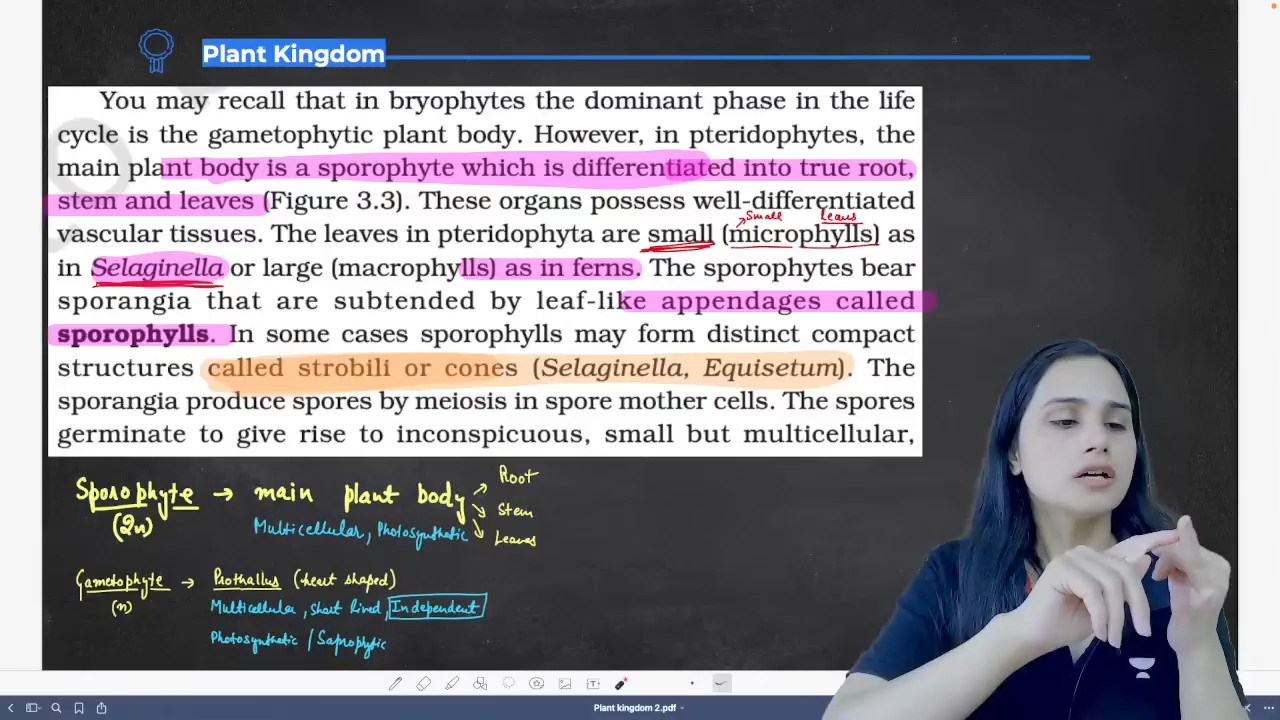 Plant Kingdom
You may recall that in bryophytes the dominant phase in the life
cycle is the gametophytic plant body. However, in pteridophytes, the
main plant body is a sporophyte which is differentiated into true root,
stem and leaves (Figure 3.3). These organs possess well-differentiated
Small leaves
vascular tissues. The leaves in pteridophyta are small (microphylls) as
in Selaginella or large (macrophylls) as in ferns. The sporophytes bear
sporangia that are subtended by leaf-like appendages called
sporophylls. In some cases sporophylls may form distinct compact
structures called strobili or cones (Selaginella, Equisetum). The
sporangia produce spores by meiosis in spore mother cells. The spores
germinate to give rise to inconspicuous, small but multicellular,
Sporophyte → main plant body
Root
Stem
Leaves
(2n)
Multicellular, Photosynthetic
Gametophyte → Prothallus (heart shaped)
(n)
Multicellular, Short lived, Independent
Photosynthetic / Saprophytic
Plant kingdom 2.pdf